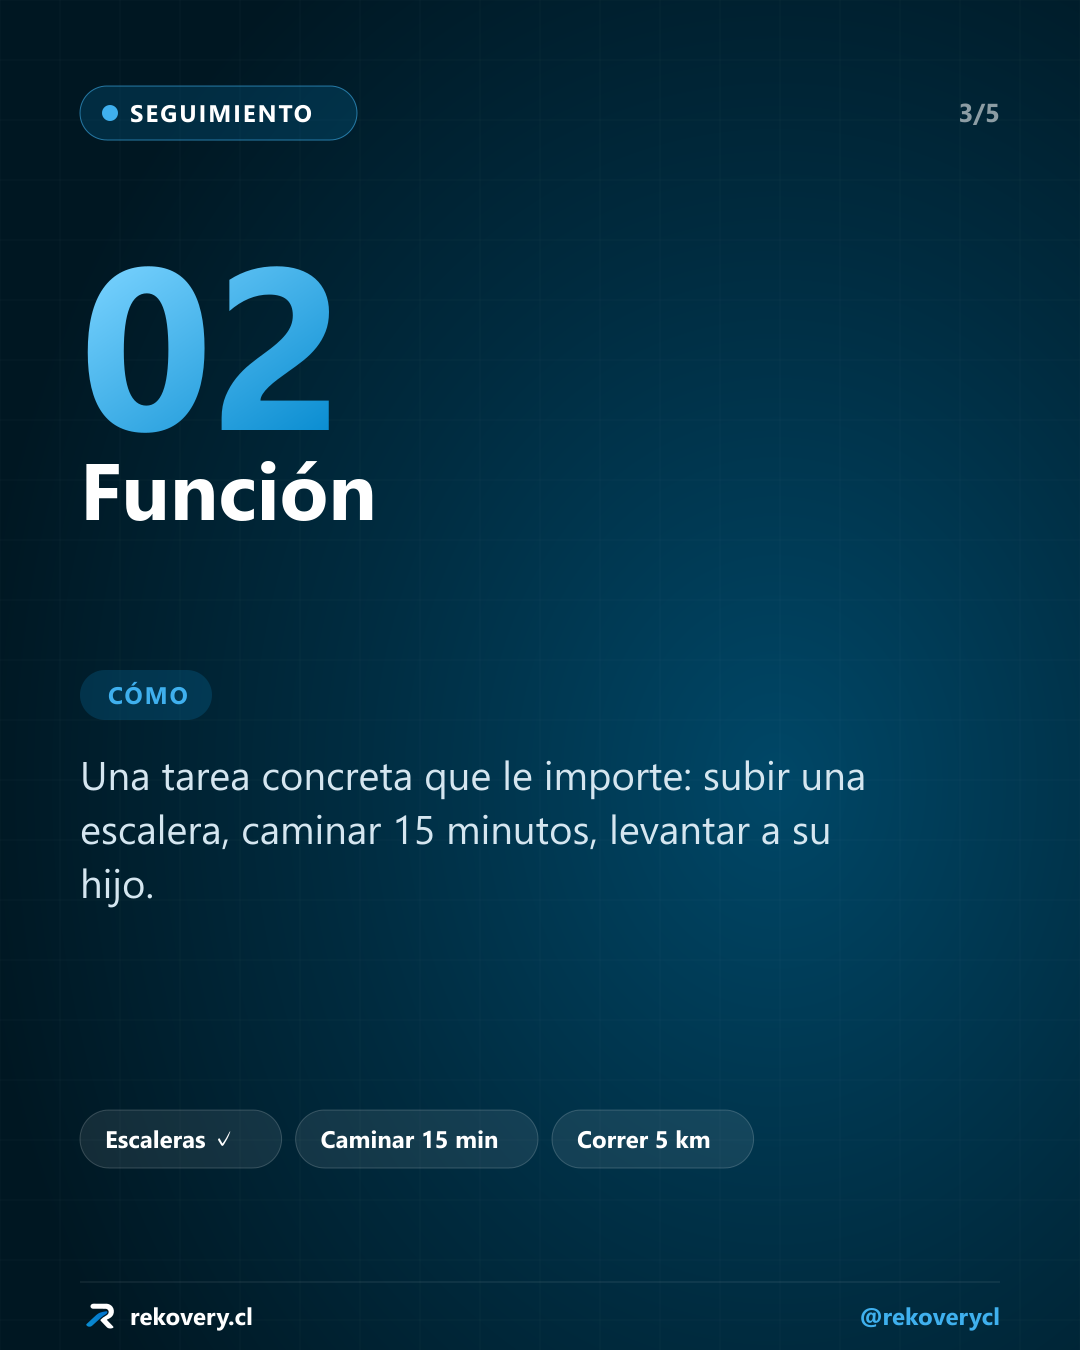 SEGUIMIENTO
3/5
02
Función
CÓMO
Una tarea concreta que le importe: subir una
escalera, caminar 15 minutos, levantar a su
hijo.
Escaleras ✓
Caminar 15 min
Correr 5 km
rekovery.cl
@rekoverycl